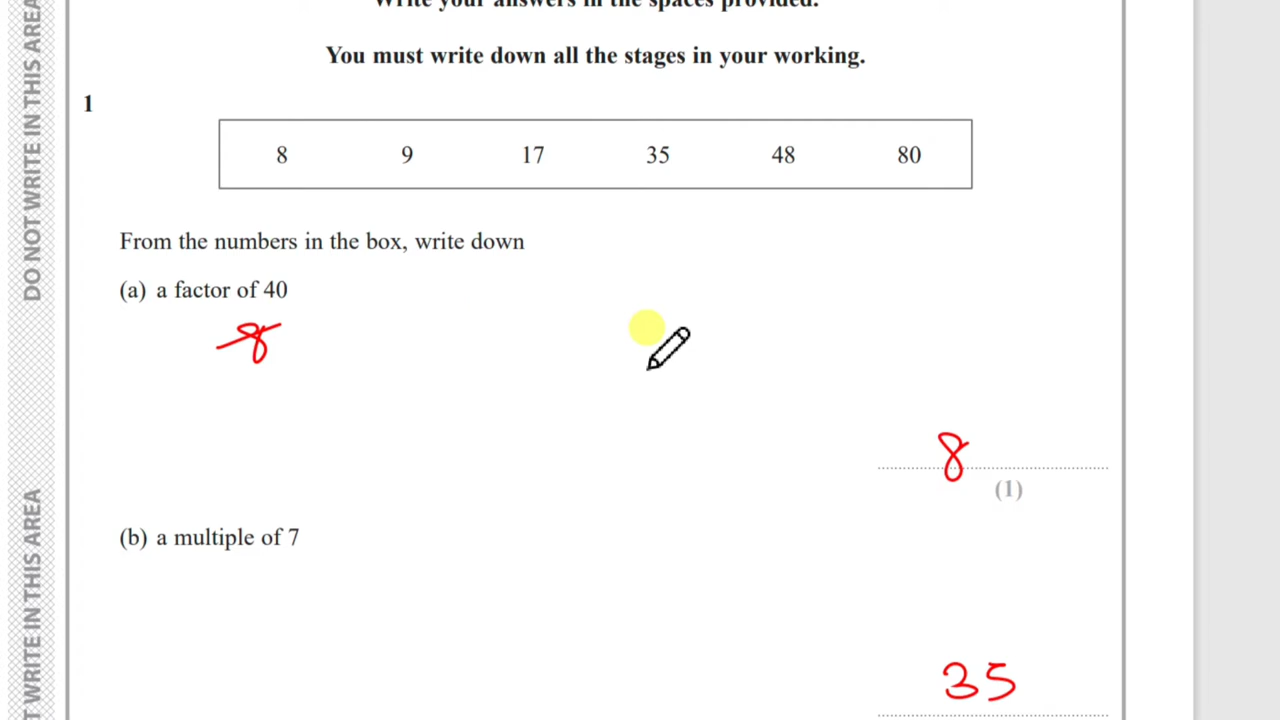 Write your answers in the spaces provided.
You must write down all the stages in your working.
DO NOT WRITE IN THIS AREA
1
8 9 17 35 48 80
From the numbers in the box, write down
(a) a factor of 40
8
8
(1)
(b) a multiple of 7
35
T WRITE IN THIS AREA